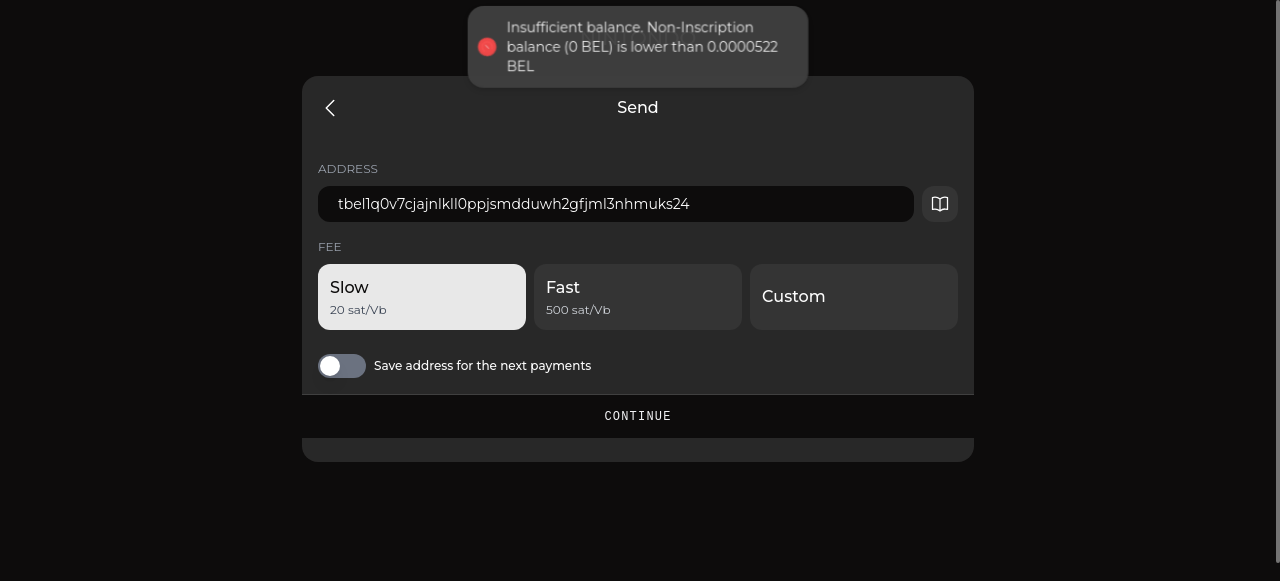 Insufficient balance. Non-Inscription
balance (0 BEL) is lower than 0.0000522
BEL
Send
ADDRESS
tbel1q0v7cjajnlkll0ppjsmdduwh2gfjml3nhmuks24
FEE
Slow
20 sat/Vb
Fast
500 sat/Vb
Custom
Save address for the next payments
CONTINUE